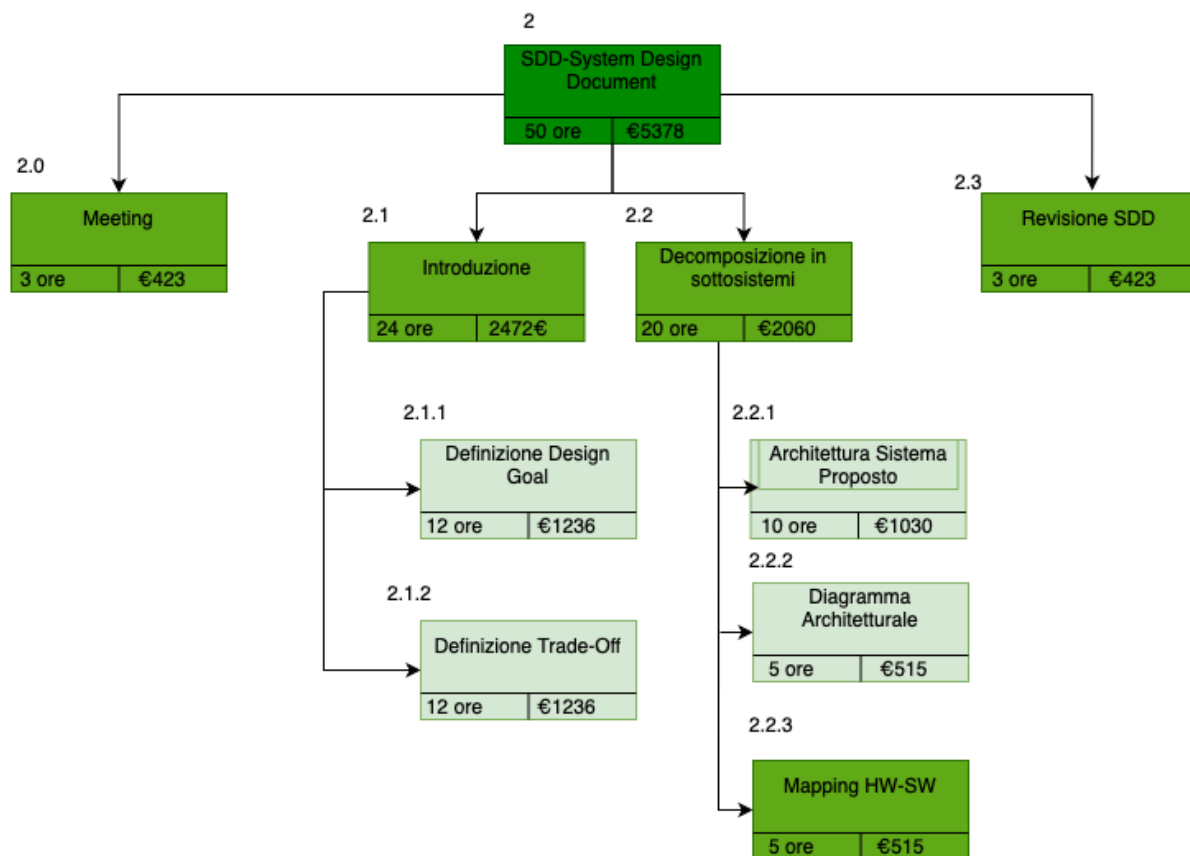 2
SDD-System Design
Document
50 ore €5378
2.0
Meeting
3 ore €423
2.1
Introduzione
24 ore 2472€
2.2
Decomposizione in
sottosistemi
20 ore €2060
2.3
Revisione SDD
3 ore €423
2.1.1
Definizione Design
Goal
12 ore €1236
2.1.2
Definizione Trade-Off
12 ore €1236
2.2.1
Architettura Sistema
Proposto
10 ore €1030
2.2.2
Diagramma
Architetturale
5 ore €515
2.2.3
Mapping HW-SW
5 ore €515